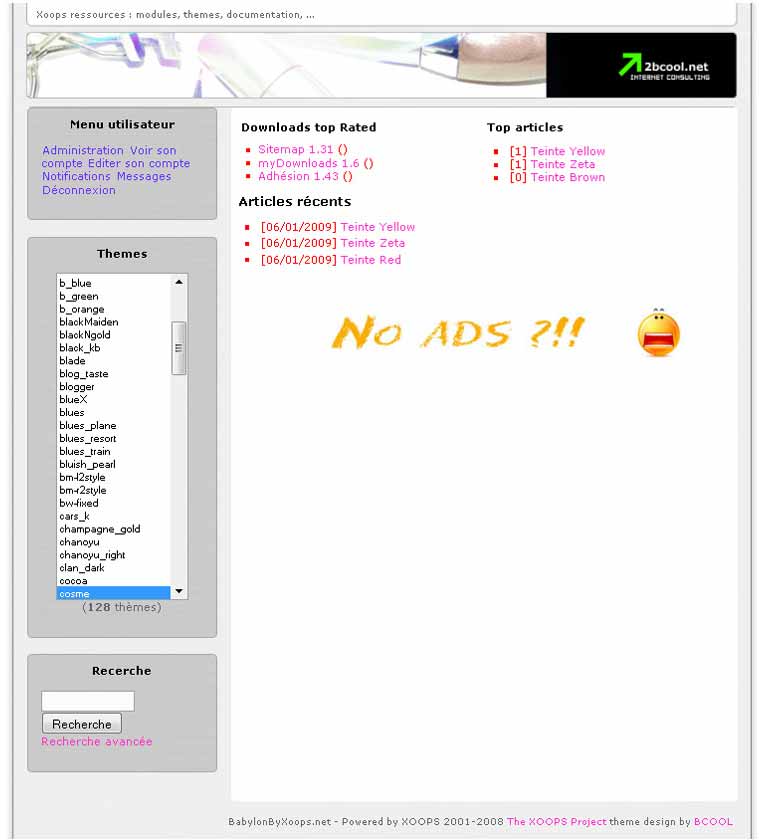 Xoops ressources : modules, themes, documentation, ...
2bcool.net
INTERNET CONSULTING
Menu utilisateur
Administration Voir son
compte Editer son compte
Notifications Messages
Déconnexion
Downloads top Rated
Sitemap 1.31 ()
myDownloads 1.6 ()
Adhésion 1.43 ()
Top articles
[1] Teinte Yellow
[1] Teinte Zeta
[0] Teinte Brown
Articles récents
[06/01/2009] Teinte Yellow
[06/01/2009] Teinte Zeta
[06/01/2009] Teinte Red
No ADS ?!!
Themes
b_blue
b_green
b_orange
blackMaiden
blackNgold
black_kb
blade
blog_taste
blogger
blueX
blues
blues_plane
blues_resort
blues_train
bluish_pearl
bm-l2style
bm-r2style
bw-fixed
cars_k
champagne_gold
chanoyu
chanoyu_right
clan_dark
cocoa
cosme
(128 thèmes)
Recerche
Recherche
Recherche avancée
BabylonByXoops.net - Powered by XOOPS 2001-2008 The XOOPS Project theme design by BCOOL